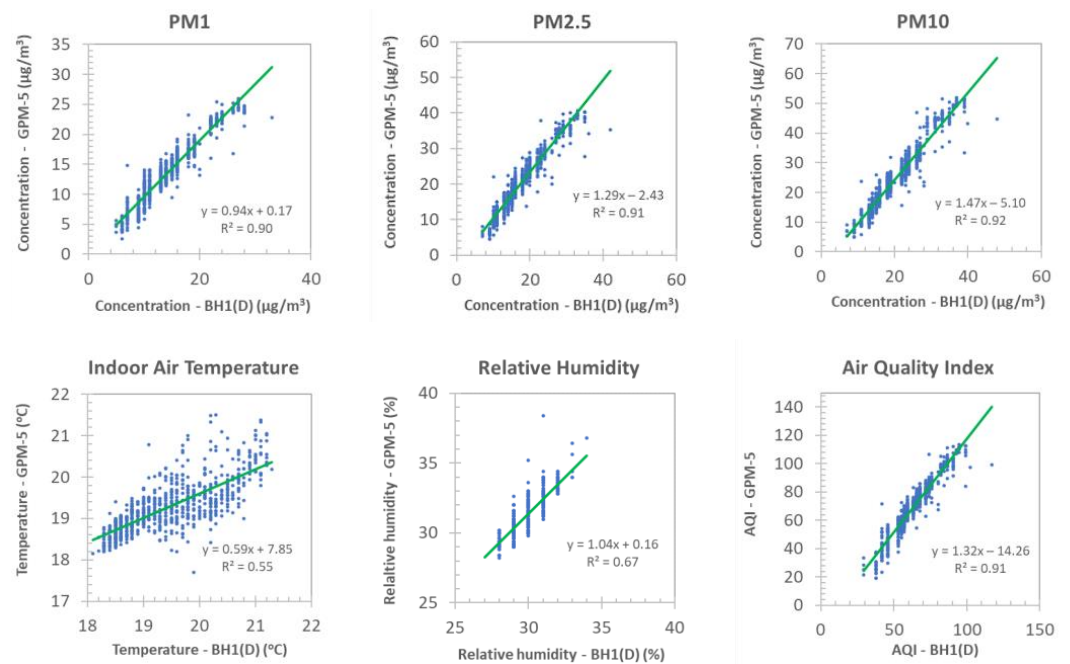 PM1
Concentration - GPM-5 (µg/m³)
35
30
25
20
15
10
5
0
y = 0.94x + 0.17
R² = 0.90
0 20 40
Concentration - BH1(D) (µg/m³)
PM2.5
Concentration - GPM-5 (µg/m³)
60
50
40
30
20
10
0
y = 1.29x – 2.43
R² = 0.91
0 20 40 60
Concentration - BH1(D) (µg/m³)
PM10
Concentration - GPM-5 (µg/m³)
70
60
50
40
30
20
10
0
y = 1.47x – 5.10
R² = 0.92
0 20 40 60
Concentration - BH1(D) (µg/m³)
Indoor Air Temperature
Temperature - GPM-5 (°C)
22
21
20
19
18
17
y = 0.59x + 7.85
R² = 0.55
18 19 20 21 22
Temperature - BH1(D) (°C)
Relative Humidity
Relaltive humidity - GPM-5 (%)
40
35
30
25
y = 1.04x + 0.16
R² = 0.67
25 30 35 40
Relative humidity - BH1(D) (%)
Air Quality Index
AQI - GPM-5
140
120
100
80
60
40
20
0
y = 1.32x – 14.26
R² = 0.91
0 50 100 150
AQI - BH1(D)